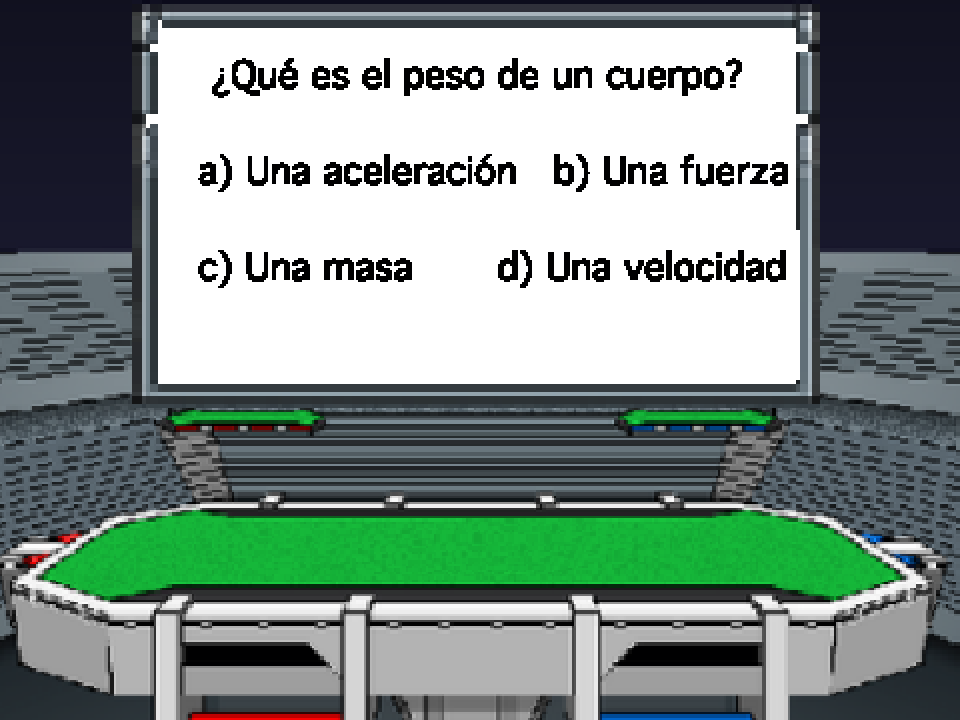 ¿Qué es el peso de un cuerpo?
a) Una aceleración b) Una fuerza
c) Una masa d) Una velocidad